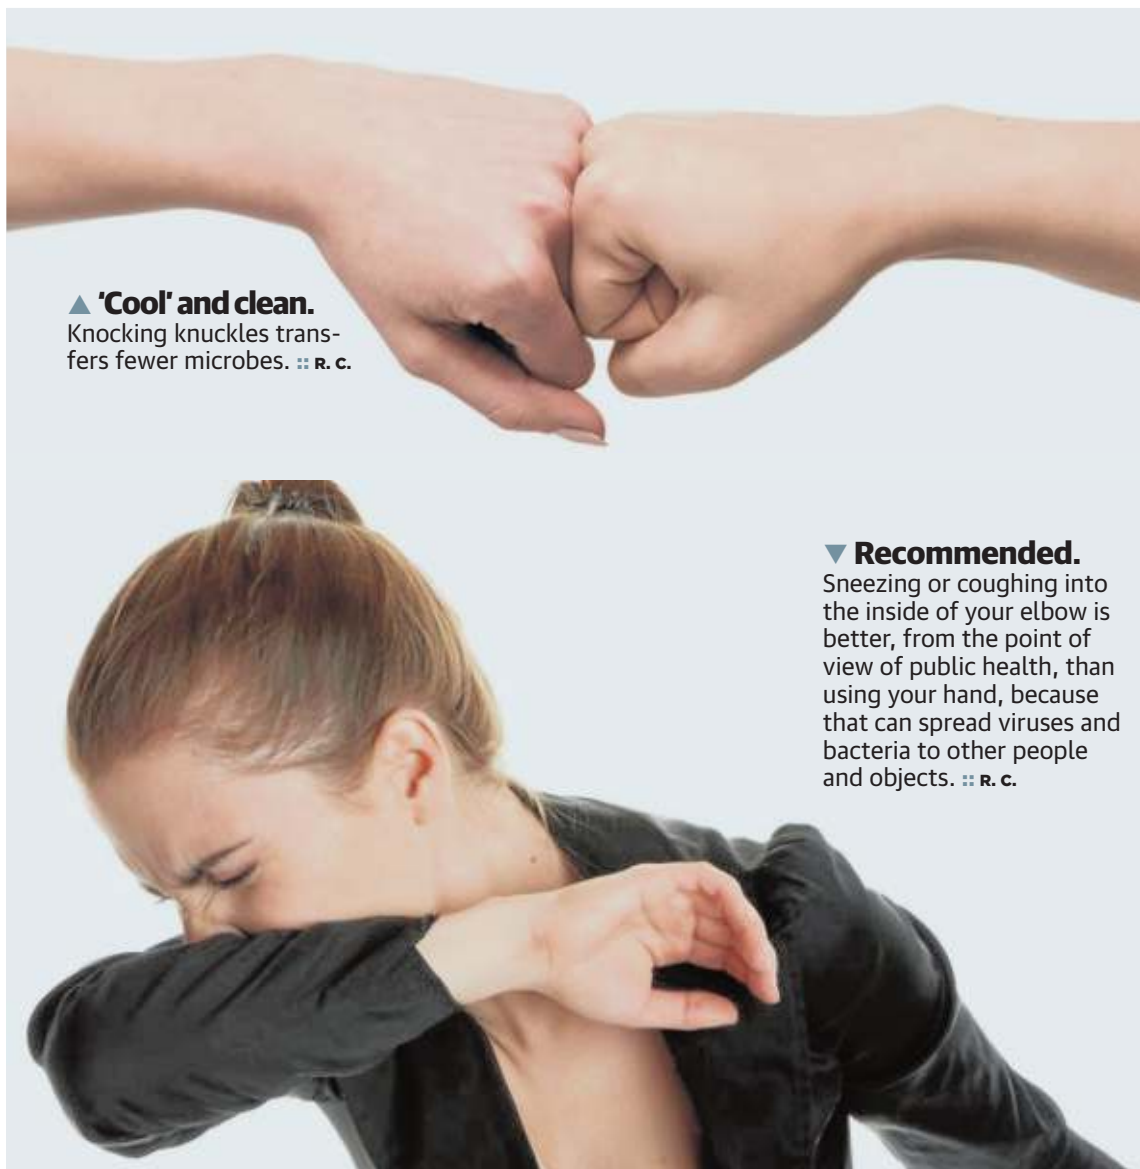 ▲ 'Cool' and clean.
Knocking knuckles trans-
fers fewer microbes. :: R. C.
▼ Recommended.
Sneezing or coughing into
the inside of your elbow is
better, from the point of
view of public health, than
using your hand, because
that can spread viruses and
bacteria to other people
and objects. :: R. C.